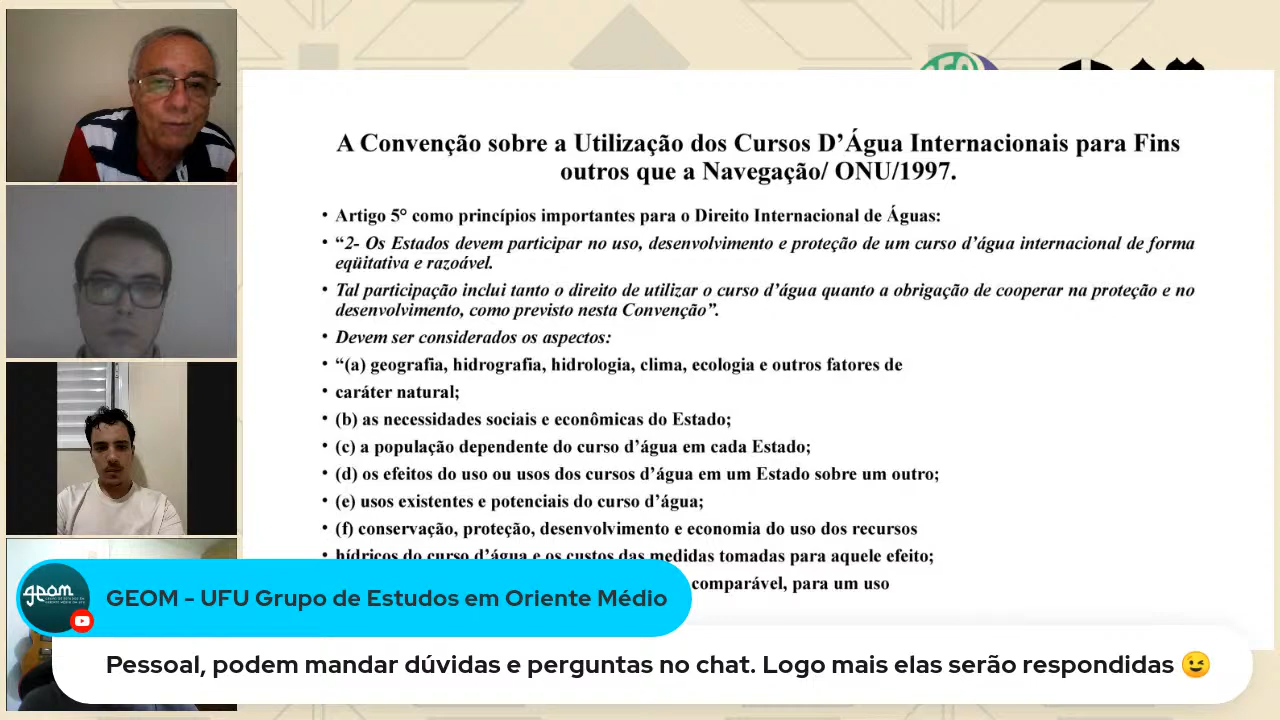 A Convenção sobre a Utilização dos Cursos D’Água Internacionais para Fins
outros que a Navegação/ ONU/1997.
• Artigo 5° como princípios importantes para o Direito Internacional de Águas:
• “2- Os Estados devem participar no uso, desenvolvimento e proteção de um curso d’água internacional de forma
eqüitativa e razoável.
• Tal participação inclui tanto o direito de utilizar o curso d’água quanto a obrigação de cooperar na proteção e no
desenvolvimento, como previsto nesta Convenção”.
• Devem ser considerados os aspectos:
• “(a) geografia, hidrografia, hidrologia, clima, ecologia e outros fatores de
• caráter natural;
• (b) as necessidades sociais e econômicas do Estado;
• (c) a população dependente do curso d’água em cada Estado;
• (d) os efeitos do uso ou usos dos cursos d’água em um Estado sobre um outro;
• (e) usos existentes e potenciais do curso d’água;
• (f) conservação, proteção, desenvolvimento e economia do uso dos recursos
• hídricos do curso d’água e os custos das medidas tomadas para aquele efeito;
comparável, para um uso
geom
GEOM - UFU Grupo de Estudos em Oriente Médio
Pessoal, podem mandar dúvidas e perguntas no chat. Logo mais elas serão respondidas 😉